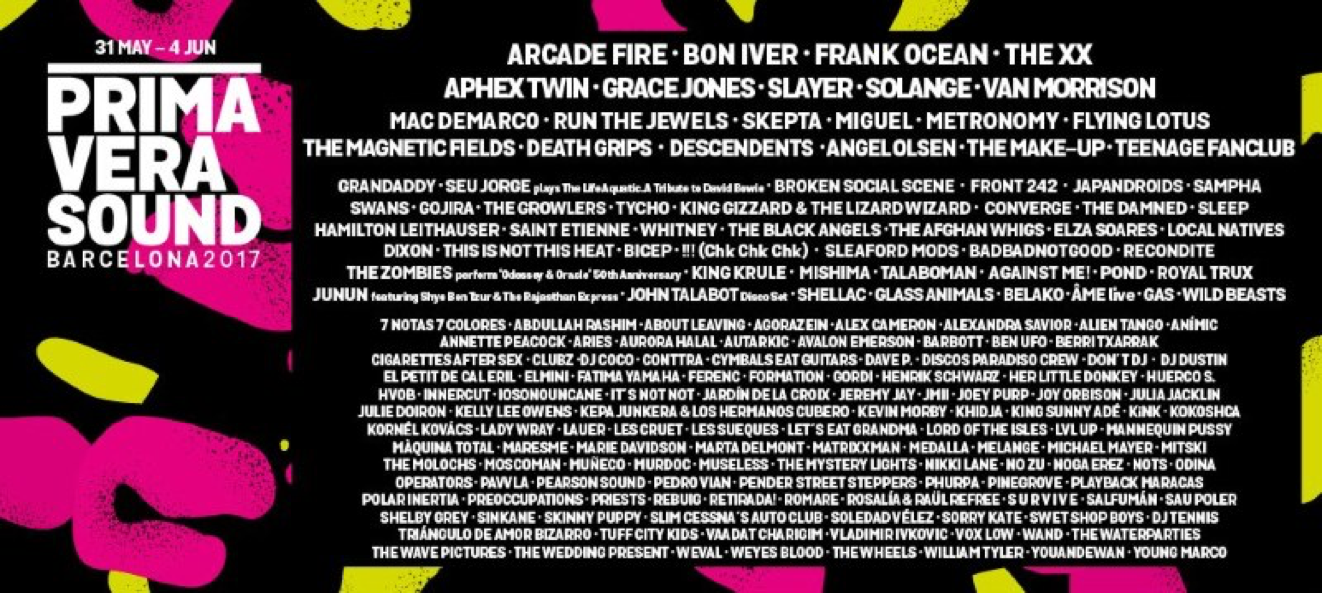 31 MAY – 4 JUN
PRIMA
VERA
SOUND
BARCELONA2017
ARCADE FIRE · BON IVER · FRANK OCEAN · THE XX
APHEX TWIN · GRACE JONES · SLAYER · SOLANGE · VAN MORRISON
MAC DEMARCO · RUN THE JEWELS · SKEPTA · MIGUEL · METRONOMY · FLYING LOTUS
THE MAGNETIC FIELDS · DEATH GRIPS · DESCENDENTS · ANGEL OLSEN · THE MAKE–UP · TEENAGE FANCLUB
GRANDADDY · SEU JORGE plays The Life Aquatic. A Tribute to David Bowie · BROKEN SOCIAL SCENE · FRONT 242 · JAPANDROIDS · SAMPHA
SWANS · GOJIRA · THE GROWLERS · TYCHO · KING GIZZARD & THE LIZARD WIZARD · CONVERGE · THE DAMNED · SLEEP
HAMILTON LEITHAUSER · SAINT ETIENNE · WHITNEY · THE BLACK ANGELS · THE AFGHAN WHIGS · ELZA SOARES · LOCAL NATIVES
DIXON · THIS IS NOT THIS HEAT · BICEP · !!! (Chk Chk Chk) · SLEAFORD MODS · BADBADNOTGOOD · RECONDITE
THE ZOMBIES perform 'Odessey & Oracle' 50th Anniversary · KING KRULE · MISHIMA · TALABOMAN · AGAINST ME! · POND · ROYAL TRUX
JUNUN featuring Shye Ben Tzur & The Rajasthan Express · JOHN TALABOT Disco Set · SHELLAC · GLASS ANIMALS · BELAKO · ÂME live · GAS · WILD BEASTS
7 NOTAS 7 COLORES · ABDULLAH RASHIM · ABOUT LEAVING · AGORAZEIN · ALEX CAMERON · ALEXANDRA SAVIOR · ALIEN TANGO · ANÍMIC
ANNETTE PEACOCK · ARIES · AURORA HALAL · AUTARKIC · AVALON EMERSON · BARBOTT · BEN UFO · BERRI TXARRAK
CIGARETTES AFTER SEX · CLUBZ · DJ COCO · CONTTRA · CYMBALS EAT GUITARS · DAVE P. · DISCOS PARADISO CREW · DON'T DJ · DJ DUSTIN
EL PETIT DE CAL ERIL · ELMINI · FATIMA YAMAHA · FERENC · FORMATION · GORDI · HENRIK SCHWARZ · HER LITTLE DONKEY · HUERCO S.
HVOB · INNERCUT · IOSONOUNCANE · IT'S NOT NOT · JARDÍN DE LA CROIX · JEREMY JAY · JMII · JOEY PURP · JOY ORBISON · JULIA JACKLIN
JULIE DOIRON · KELLY LEE OWENS · KEPA JUNKERA & LOS HERMANOS CUBERO · KEVIN MORBY · KHIDJA · KING SUNNY ADÉ · KiNK · KOKOSHCA
KORNÉL KOVÁCS · LADY WRAY · LAUER · LES CRUET · LES SUEQUES · LET'S EAT GRANDMA · LORD OF THE ISLES · LVL UP · MANNEQUIN PUSSY
MÀQUINA TOTAL · MARESME · MARIE DAVIDSON · MARTA DELMONT · MATRIXXMAN · MEDALLA · MELANGE · MICHAEL MAYER · MITSKI
THE MOLOCHS · MOSCOMAN · MUÑECO · MURDOC · MUSELESS · THE MYSTERY LIGHTS · NIKKI LANE · NO ZU · NOGA EREZ · NOTS · ODINA
OPERATORS · PAVVLA · PEARSON SOUND · PEDRO VIAN · PENDER STREET STEPPERS · PHURPA · PINEGROVE · PLAYBACK MARACAS
POLAR INERTIA · PREOCCUPATIONS · PRIESTS · REBUIG · RETIRADA! · ROMARE · ROSALÍA & RAÜL REFREE · S U R V I V E · SALFUMÁN · SAU POLER
SHELBY GREY · SINKANE · SKINNY PUPPY · SLIM CESSNA'S AUTO CLUB · SOLEDAD VÉLEZ · SORRY KATE · SWET SHOP BOYS · DJ TENNIS
TRIÁNGULO DE AMOR BIZARRO · TUFF CITY KIDS · VAADAT CHARIGIM · VLADIMIR IVKOVIC · VOX LOW · WAND · THE WATERPARTIES
THE WAVE PICTURES · THE WEDDING PRESENT · WEVAL · WEYES BLOOD · THE WHEELS · WILLIAM TYLER · YOUANDEWAN · YOUNG MARCO